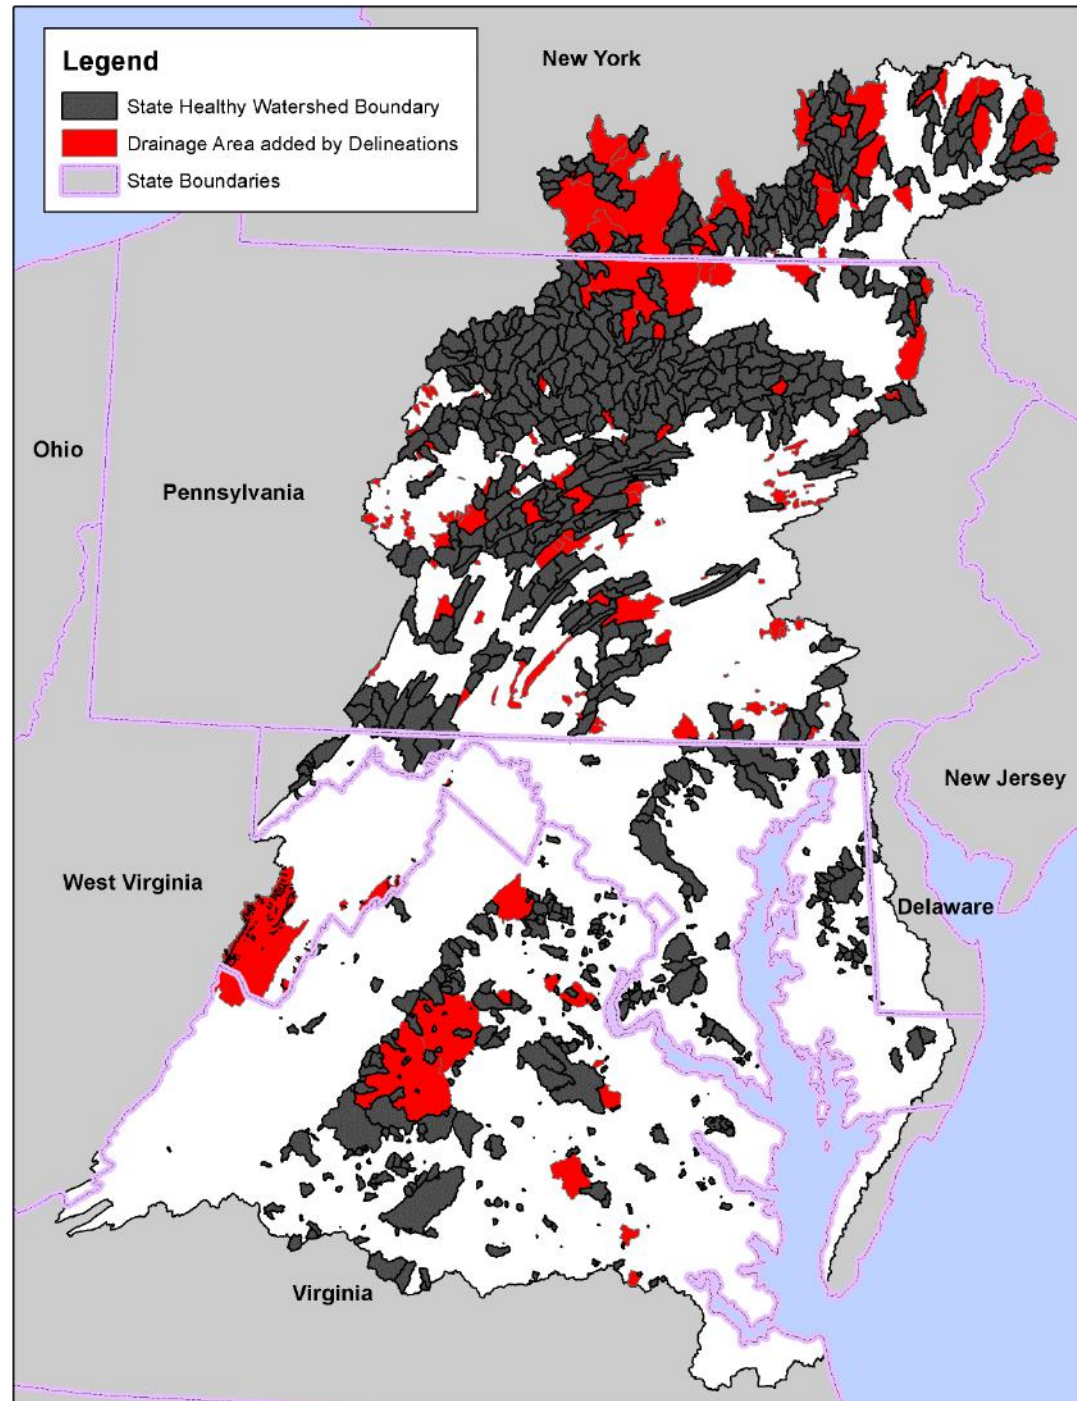 New York
Legend
State Healthy Watershed Boundary
Drainage Area added by Delineations
State Boundaries
Ohio
Pennsylvania
New Jersey
West Virginia
Delaware
Virginia